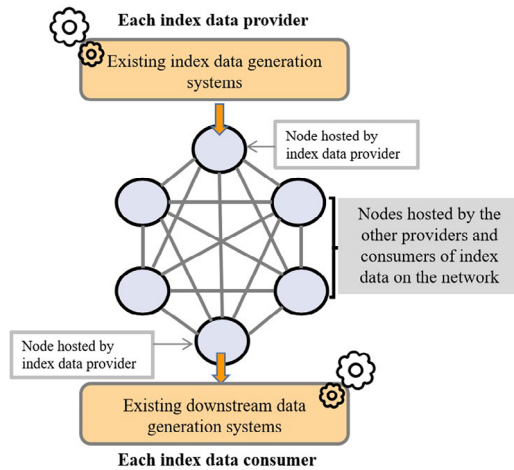 Each index data provider
Existing index data generation
systems
Node hosted by
index data provider
Nodes hosted by the
other providers and
consumers of index
data on the network
Node hosted by
index data provider
Existing downstream data
generation systems
Each index data consumer